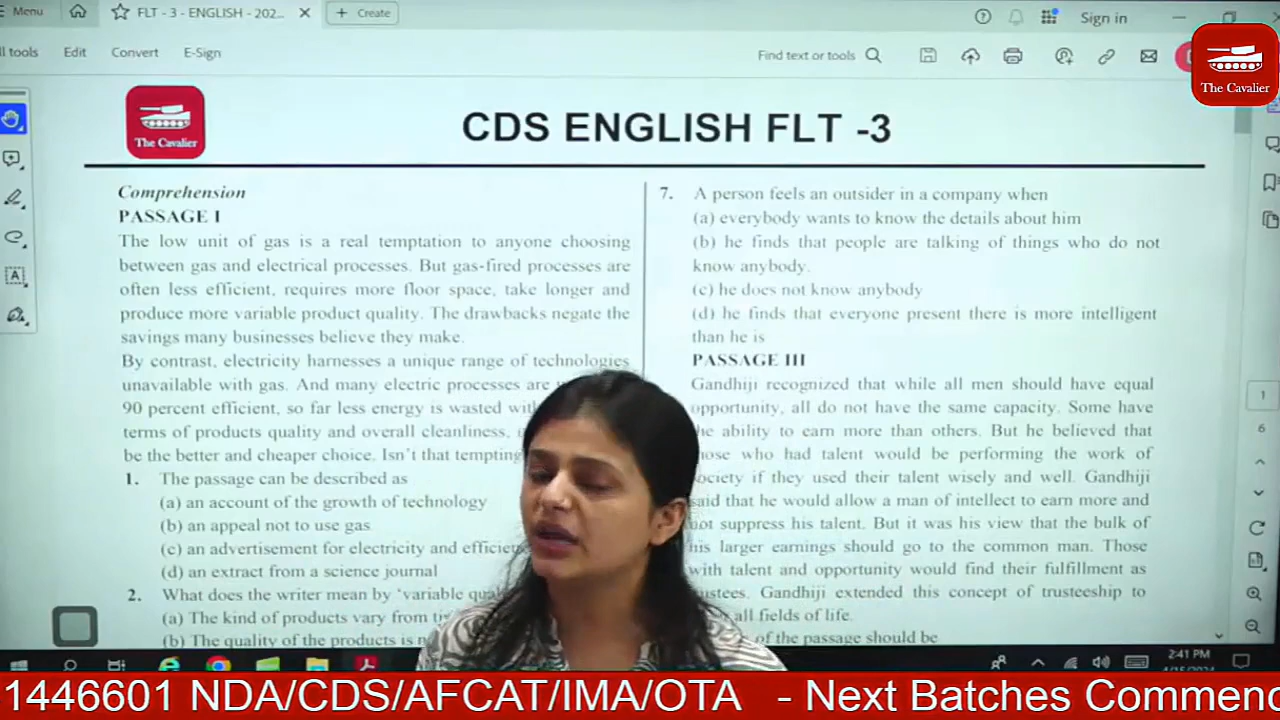 Menu
FLT - 3 - ENGLISH - 202...
Create
Sign in
ll tools
Edit
Convert
E-Sign
Find text or tools
The Cavalier
The Cavalier
CDS ENGLISH FLT -3
Comprehension
PASSAGE I
The low unit of gas is a real temptation to anyone choosing
between gas and electrical processes. But gas-fired processes are
often less efficient, requires more floor space, take longer and
produce more variable product quality. The drawbacks negate the
savings many businesses believe they make.
By contrast, electricity harnesses a unique range of technologies
unavailable with gas. And many electric processes are
90 percent efficient, so far less energy is wasted
terms of products quality and overall cleanliness,
be the better and cheaper choice. Isn't that tempting
1. The passage can be described as
(a) an account of the growth of technology
(b) an appeal not to use gas
(c) an advertisement for electricity and
(d) an extract from a science journal
2. What does the writer mean by 'variable
(a) The kind of products vary from
(b) The quality of the products is
7. A person feels an outsider in a company when
(a) everybody wants to know the details about him
(b) he finds that people are talking of things who do not
know anybody.
(c) he does not know anybody
(d) he finds that everyone present there is more intelligent
than he is
PASSAGE III
Gandhiji recognized that while all men should have equal
opportunity, all do not have the same capacity. Some have
ability to earn more than others. But he believed that
who had talent would be performing the work of
society if they used their talent wisely and well. Gandhiji
said that he would allow a man of intellect to earn more and
not suppress his talent. But it was his view that the bulk of
his larger earnings should go to the common man. Those
with talent and opportunity would find their fulfillment as
Gandhiji extended this concept of trusteeship to
all fields of life.
of the passage should be
1
6
2:41 PM
1446601 NDA/CDS/AFCAT/IMA/OTA - Next Batches Commenc